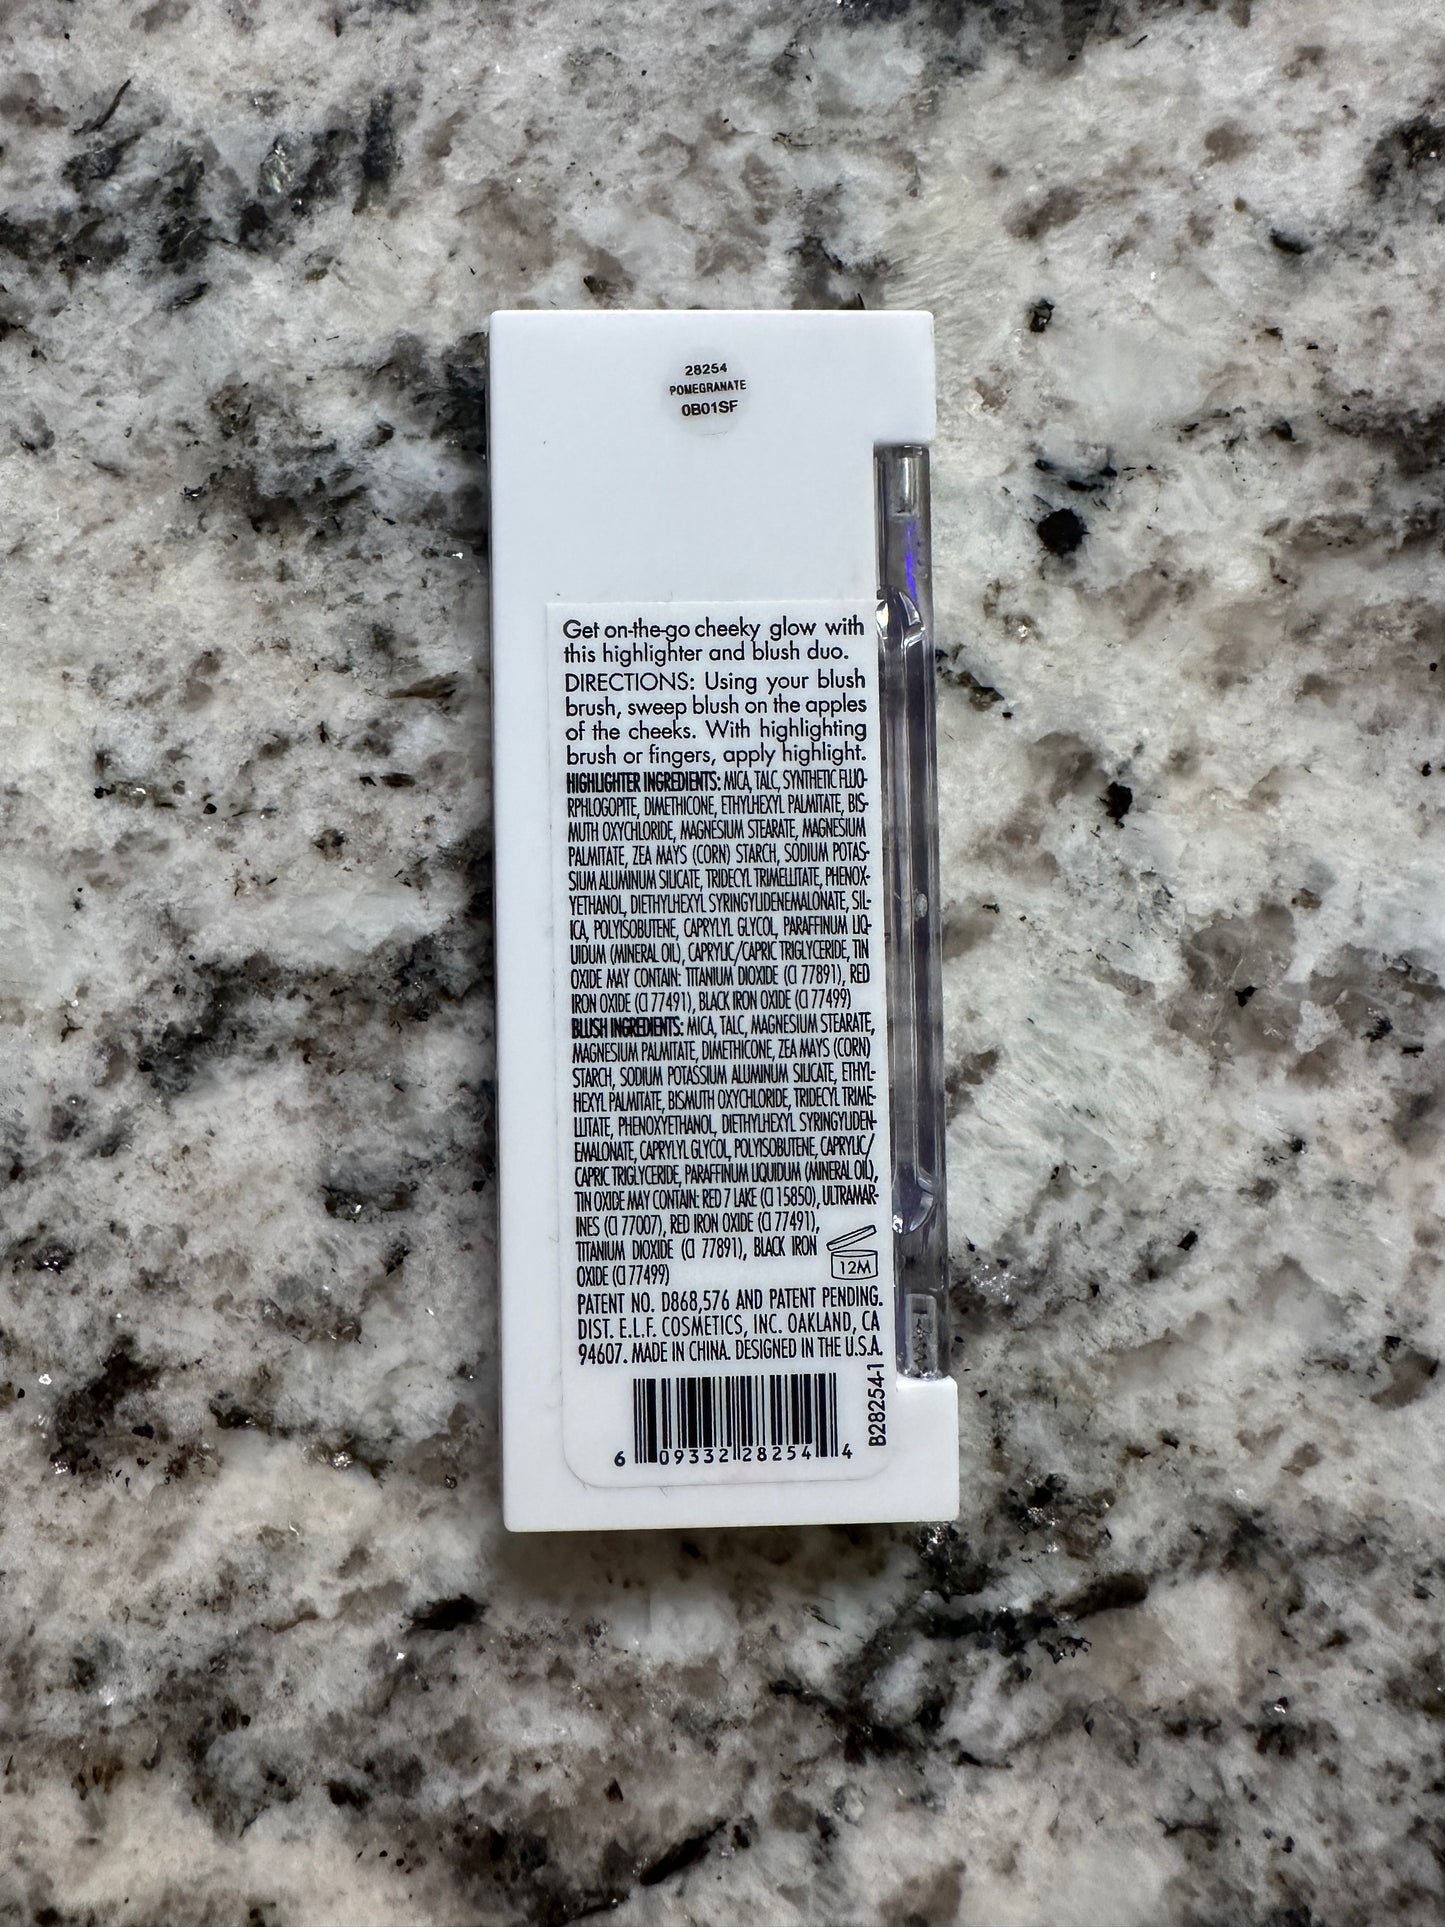 28254
POMEGRANATE
0B01SF
Get on-the-go cheeky glow with
this highlighter and blush duo.
DIRECTIONS: Using your blush
brush, sweep blush on the apples
of the cheeks. With highlighting
brush or fingers, apply highlight.
HIGHLIGHTER INGREDIENTS: MICA, TALC, SYNTHETIC FLUO-
RPHLOGOPITE, DIMETHICONE, ETHYLHEXYL PALMITATE, BIS-
MUTH OXYCHLORIDE, MAGNESIUM STEARATE, MAGNESIUM
PALMITATE, ZEA MAYS (CORN) STARCH, SODIUM POTAS-
SIUM ALUMINUM SILICATE, TRIDECYL TRIMELLITATE, PHENOX-
YETHANOL, DIETHYLHEXYL SYRINGYLIDENEMALONATE, SIL-
ICA, POLYISOBUTENE, CAPRYLYL GLYCOL, PARAFFINUM LIQ-
UIDUM (MINERAL OIL), CAPRYLIC/CAPRIC TRIGLYCERIDE, TIN
OXIDE MAY CONTAIN: TITANIUM DIOXIDE (CI 77891), RED
IRON OXIDE (CI 77491), BLACK IRON OXIDE (CI 77499)
BLUSH INGREDIENTS: MICA, TALC, MAGNESIUM STEARATE,
MAGNESIUM PALMITATE, DIMETHICONE, ZEA MAYS (CORN)
STARCH, SODIUM POTASSIUM ALUMINUM SILICATE, ETHYL-
HEXYL PALMITATE, BISMUTH OXYCHLORIDE, TRIDECYL TRIME-
LLITATE, PHENOXYETHANOL, DIETHYLHEXYL SYRINGYLIDEN-
EMALONATE, CAPRYLYL GLYCOL, POLYISOBUTENE, CAPRYLIC/
CAPRIC TRIGLYCERIDE, PARAFFINUM LIQUIDUM (MINERAL OIL),
TIN OXIDE MAY CONTAIN: RED 7 LAKE (CI 15850), ULTRAMAR-
INES (CI 77007), RED IRON OXIDE (CI 77491),
TITANIUM DIOXIDE (CI 77891), BLACK IRON
OXIDE (CI 77499)
12M
PATENT NO. D868,576 AND PATENT PENDING.
DIST. E.L.F. COSMETICS, INC. OAKLAND, CA
94607. MADE IN CHINA. DESIGNED IN THE U.S.A.
B28254-1
6 09332 28254 4